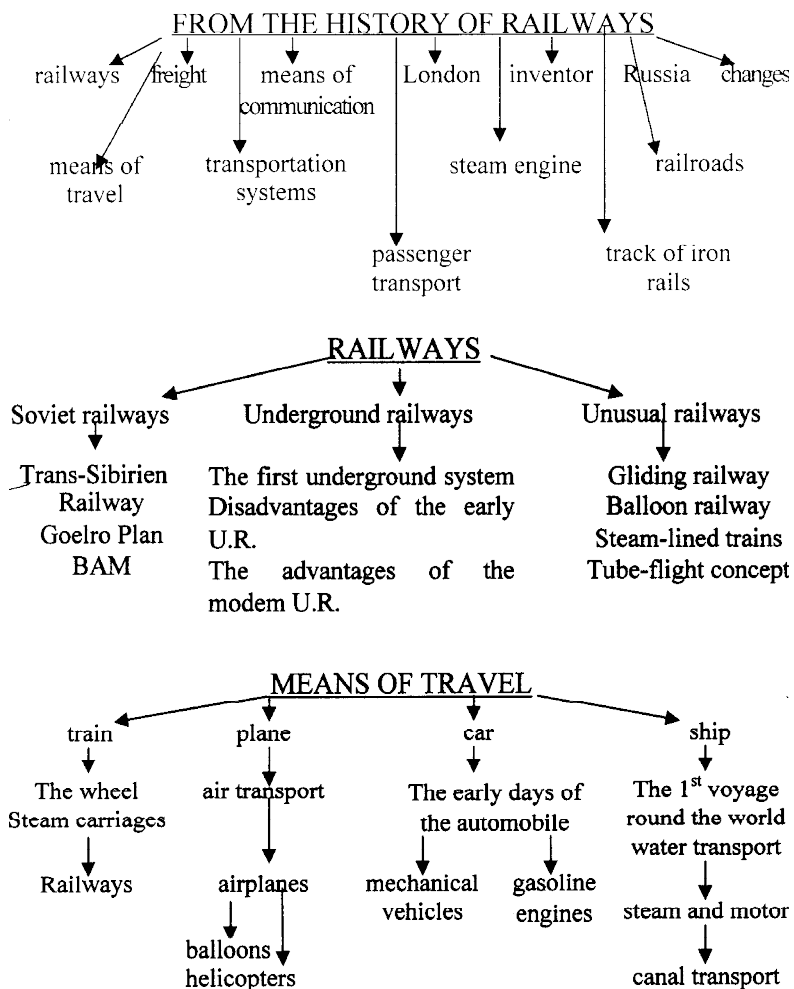 FROM THE HISTORY OF RAILWAYS
railways freight means of London inventor Russia changes
communication
means of transportation steam engine railroads
travel systems
passenger track of iron
transport rails
RAILWAYS
Soviet railways Underground railways Unusual railways
Trans-Sibirien
Railway
Goelro Plan
BAM
The first underground system
Disadvantages of the early
U.R.
The advantages of the
modem U.R.
Gliding railway
Balloon railway
Steam-lined trains
Tube-flight concept
MEANS OF TRAVEL
train plane car ship
The wheel
Steam carriages
Railways
air transport
airplanes
balloons
helicopters
The early days of
the automobile
mechanical
vehicles
gasoline
engines
The 1st voyage
round the world
water transport
steam and motor
canal transport